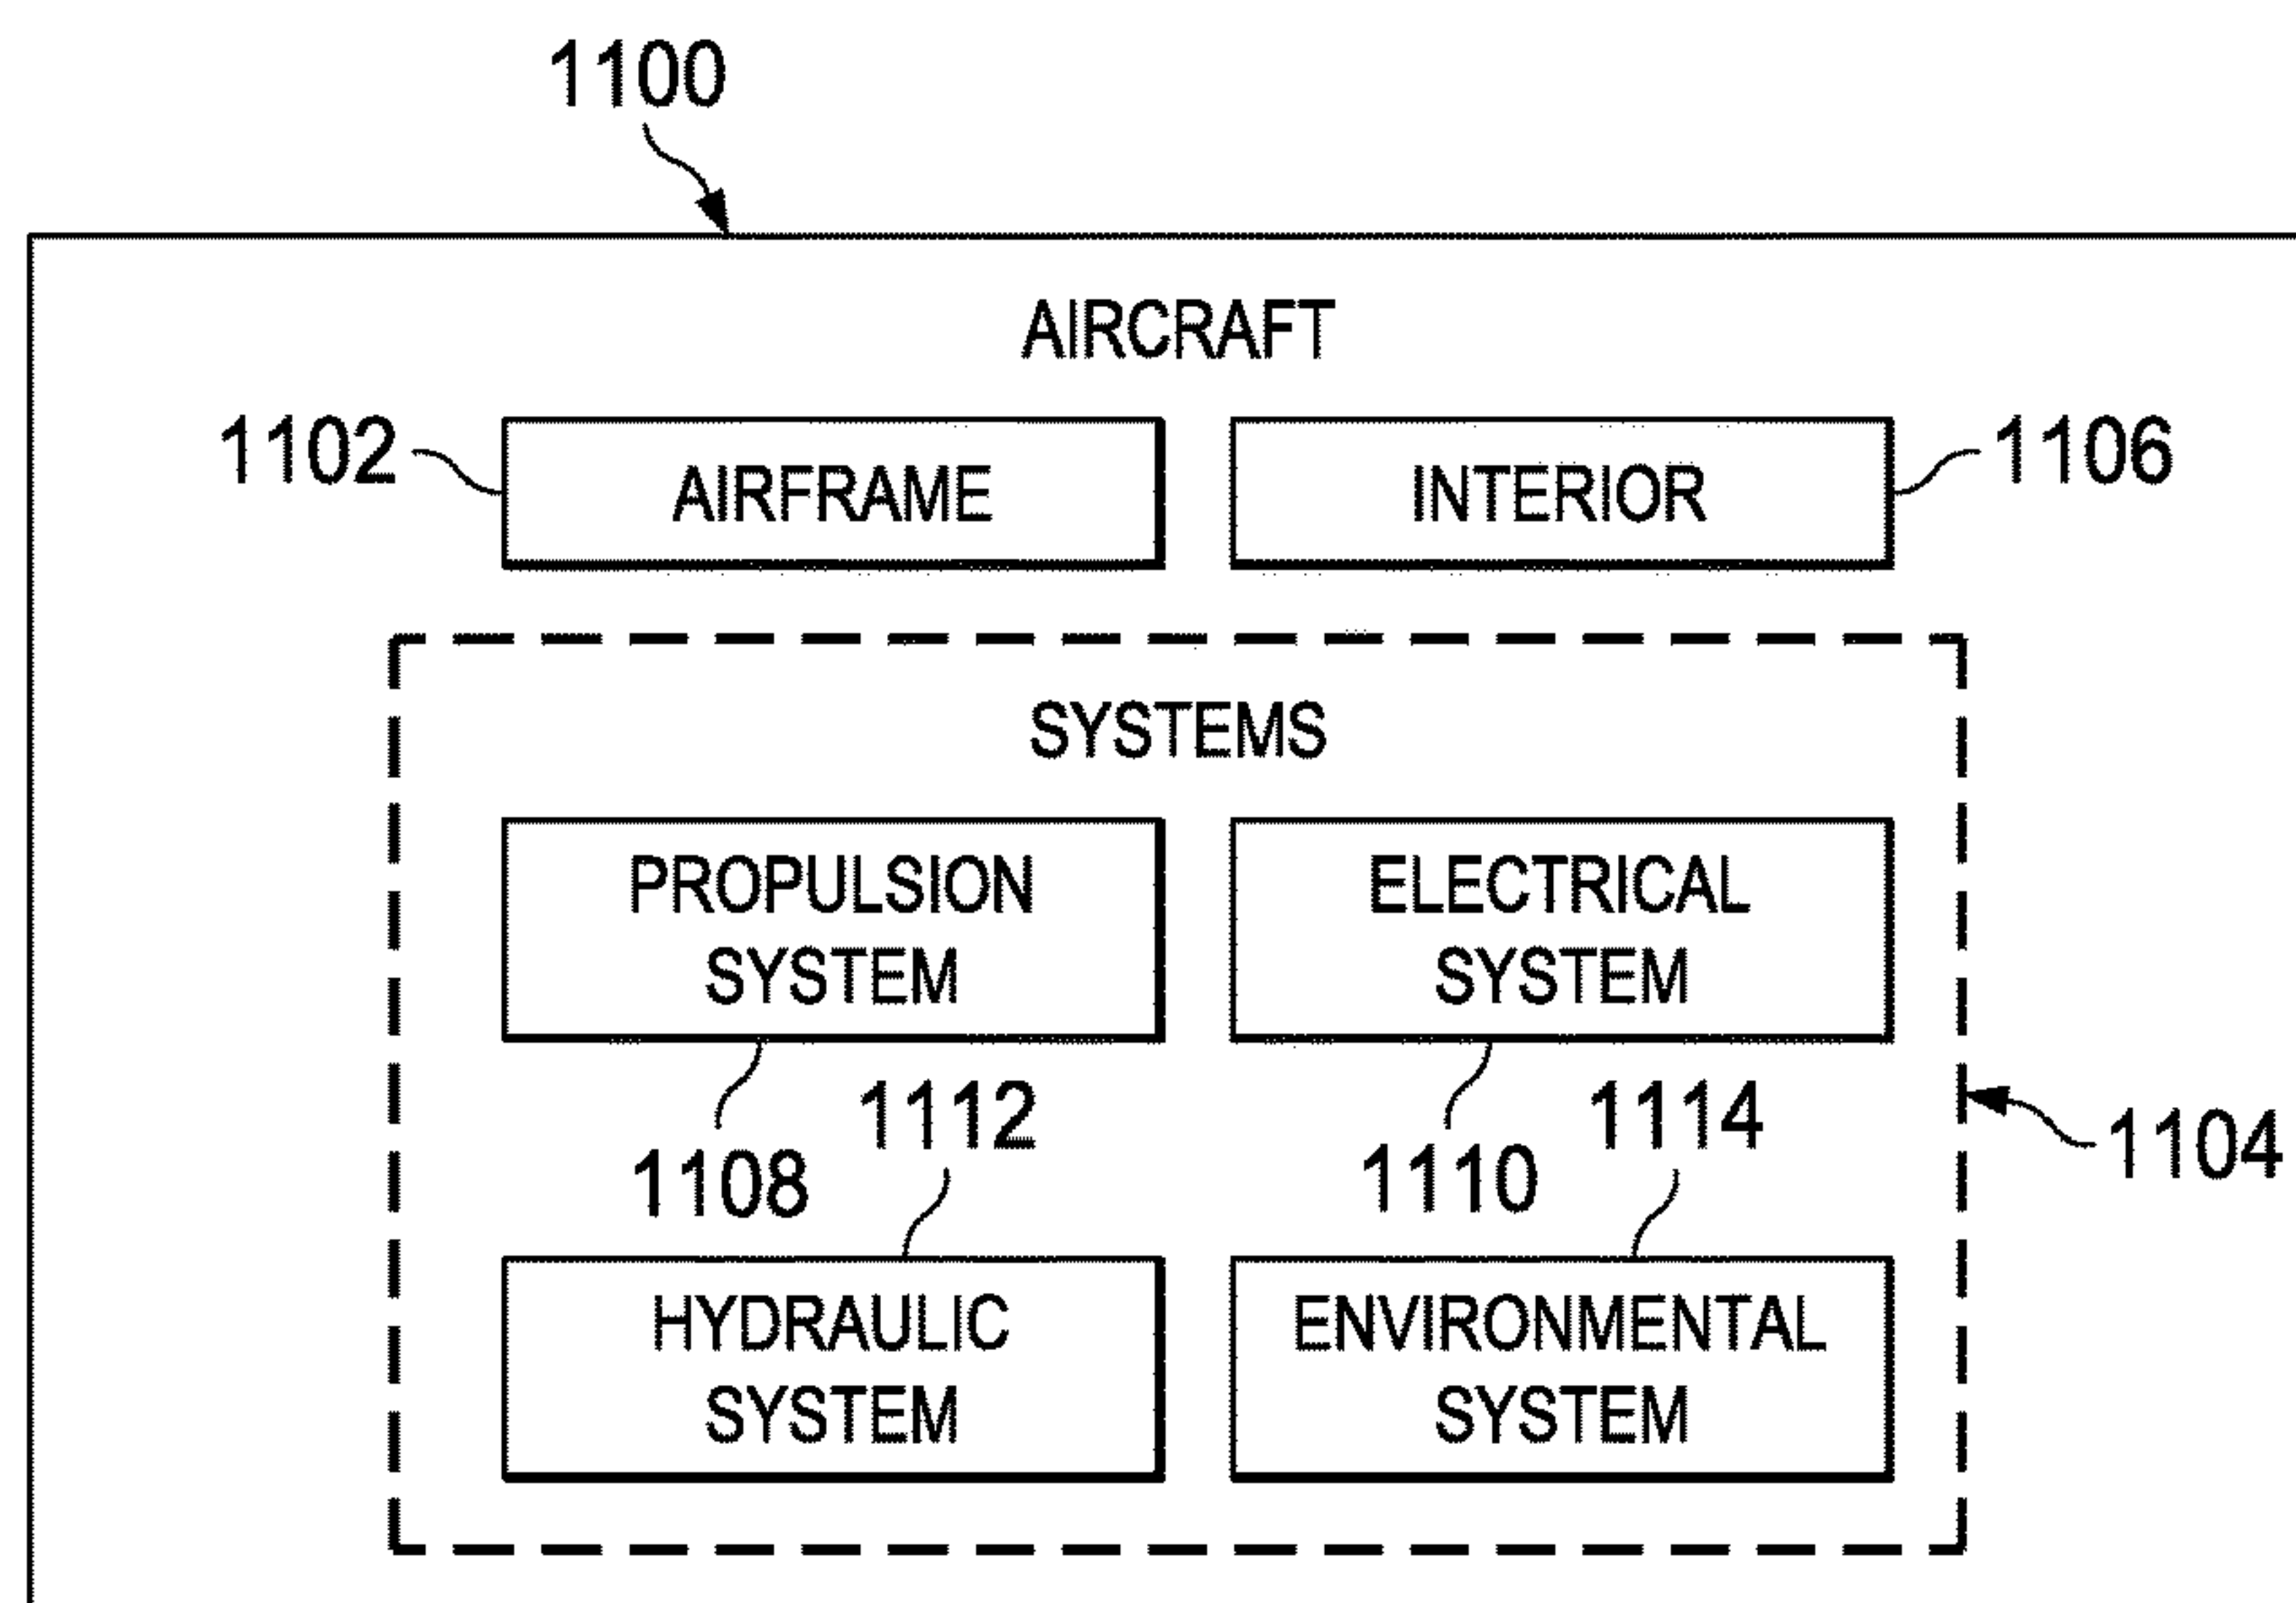 1100
AIRCRAFT
1102
AIRFRAME
INTERIOR
1106
SYSTEMS
PROPULSION
SYSTEM
ELECTRICAL
SYSTEM
1108
1112
1110
1114
1104
HYDRAULIC
SYSTEM
ENVIRONMENTAL
SYSTEM